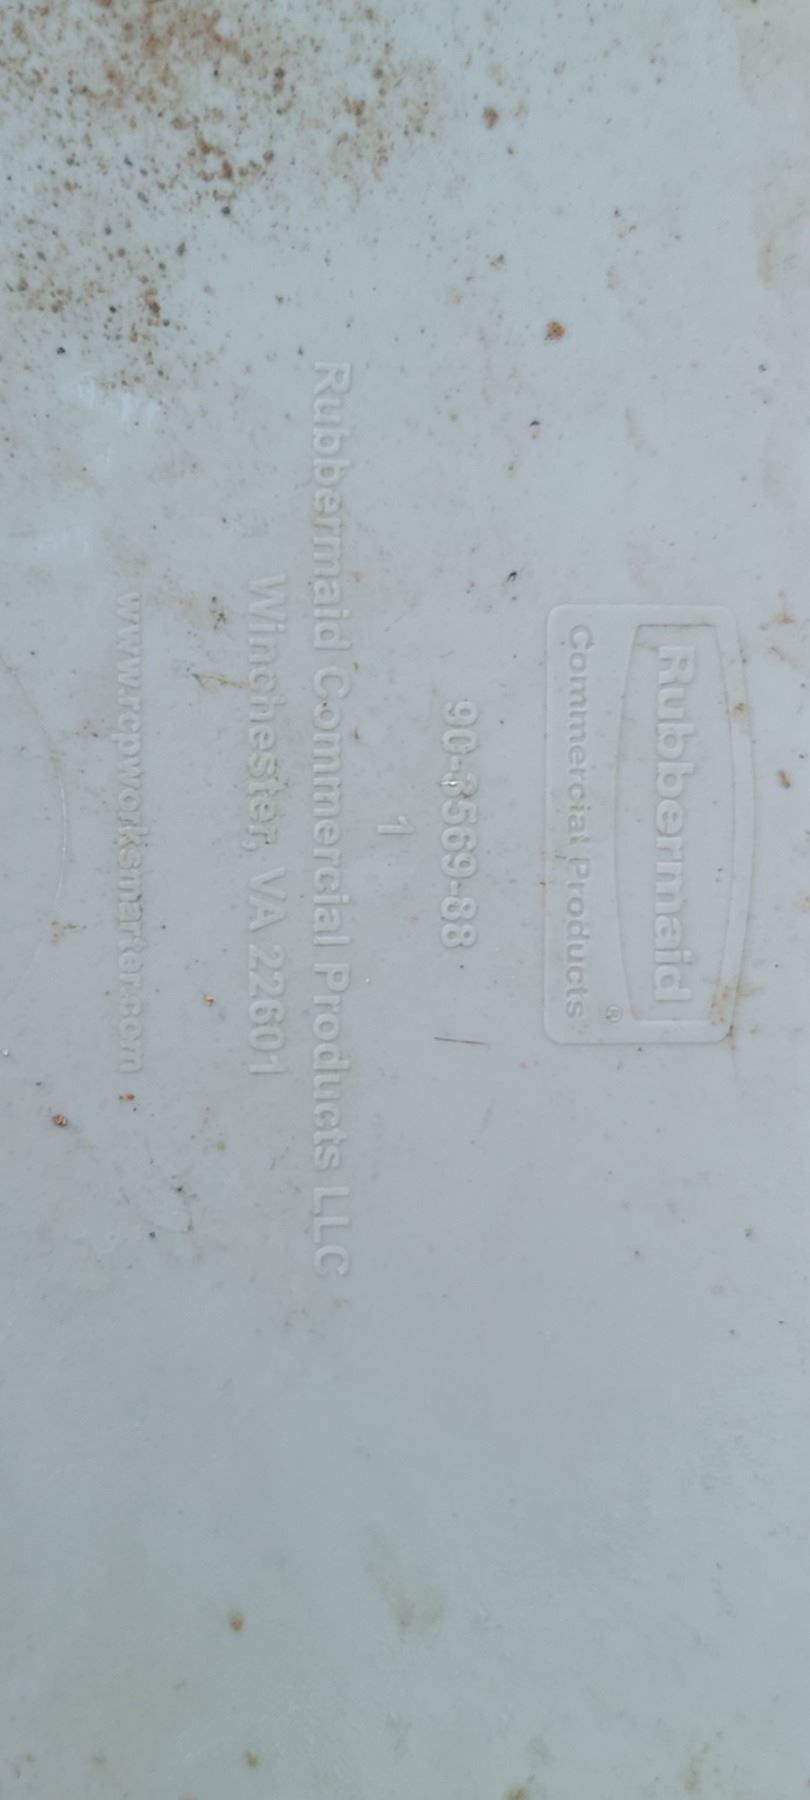 Rubbermaid
Commercial Products®
90-3569-88
1
Rubbermaid Commercial Products LLC
Winchester, VA 22601
www.rcpworksmarter.com